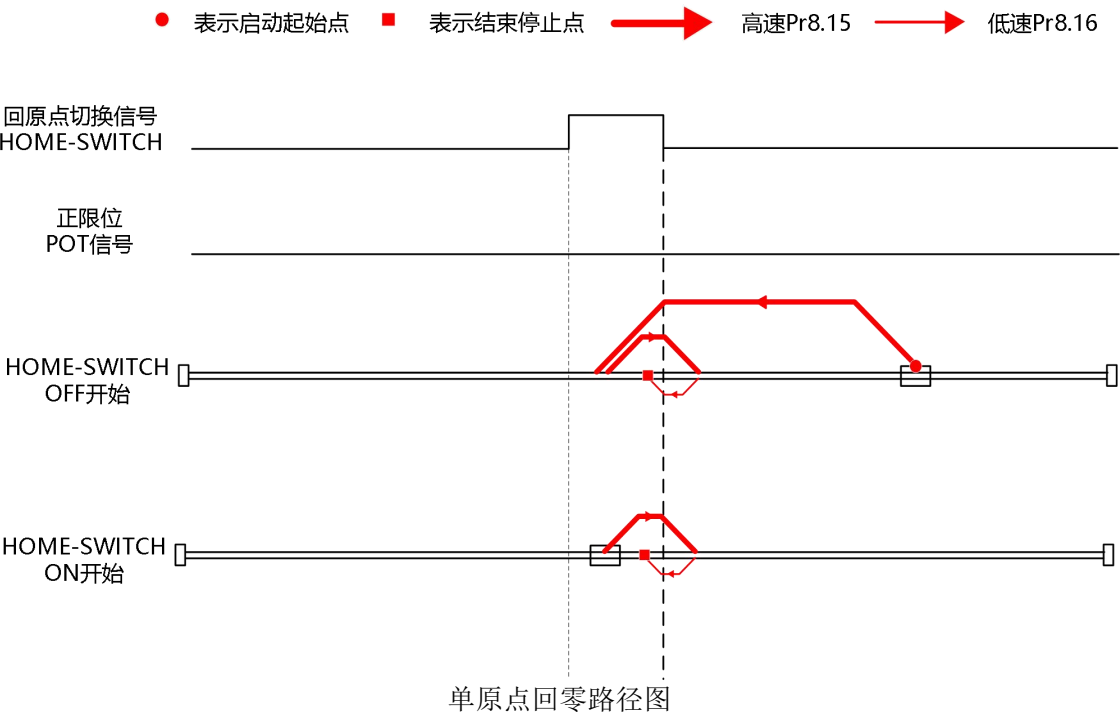 表示启动起始点 表示结束停止点 高速Pr8.15 低速Pr8.16
回原点切换信号
HOME-SWITCH
正限位
POT信号
HOME-SWITCH
OFF开始
HOME-SWITCH
ON开始
单原点回零路径图